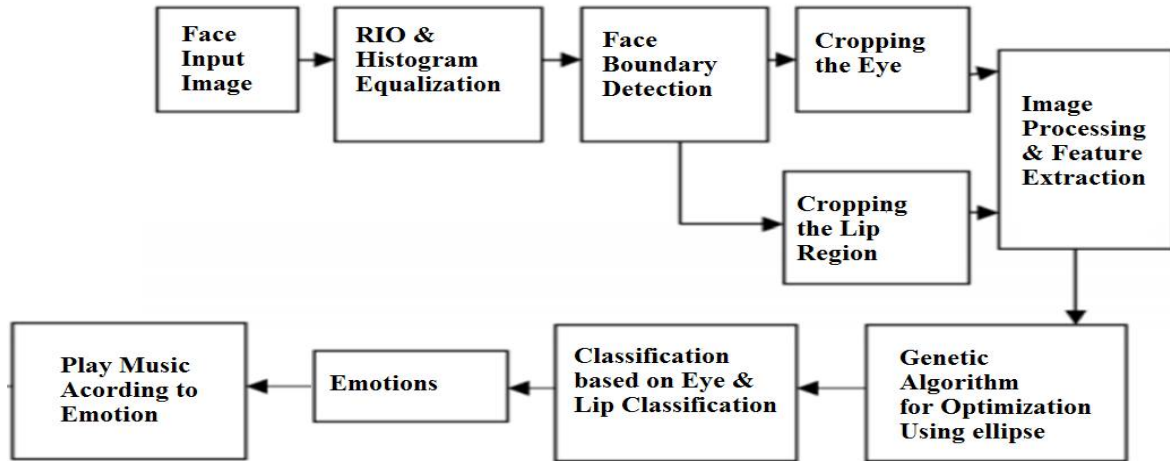 Face
Input
Image
RIO &
Histogram
Equalization
Face
Boundary
Detection
Cropping
the Eye
Cropping
the Lip
Region
Image
Processing
& Feature
Extraction
Genetic
Algorithm
for Optimization
Using ellipse
Classification
based on Eye &
Lip Classification
Emotions
Play Music
Acording to
Emotion